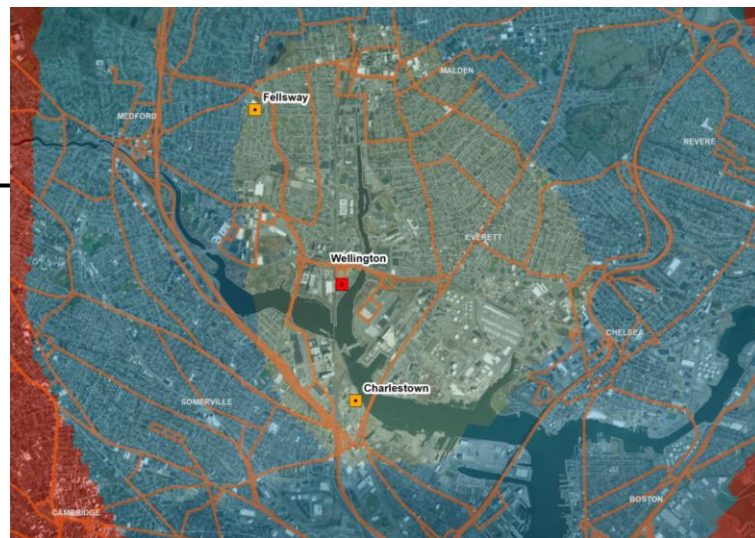 MALDEN
Fellsway
MEDFORD
REVERE
EVERETT
Wellington
CHELSEA
Charlestown
SOMERVILLE
BOSTON
CAMBRIDGE